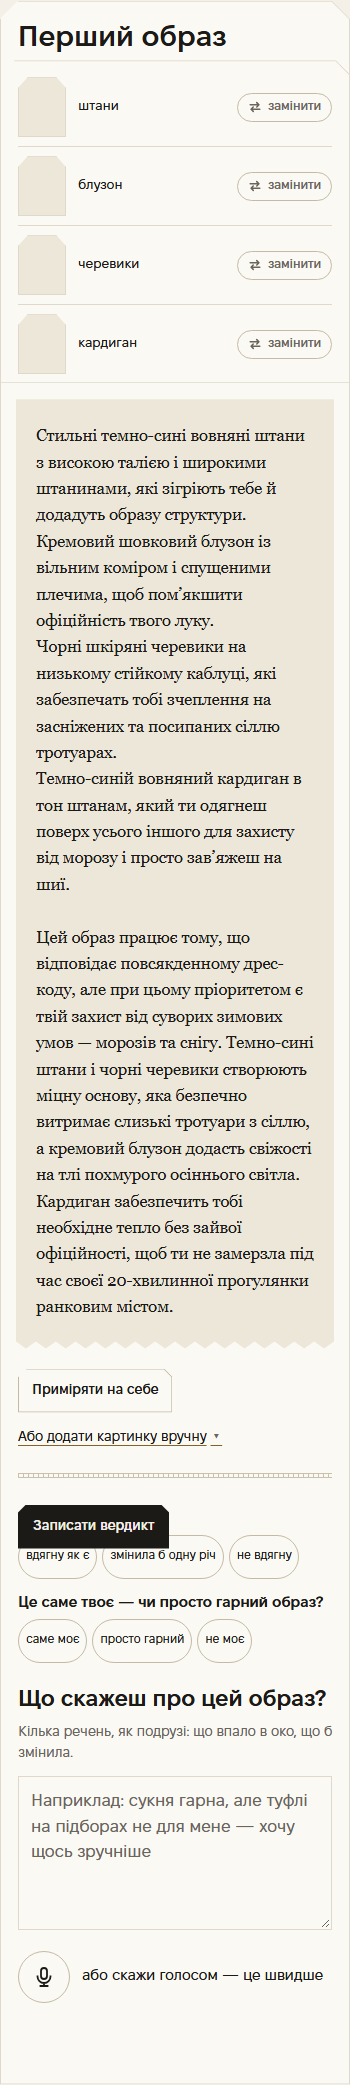 Перший образ
штани
замінити
блузон
замінити
черевики
замінити
кардиган
замінити
Стильні темно-сині вовняні штани
з високою талією і широкими
штанинами, які зігріють тебе й
додадуть образу структури.
Кремовий шовковий блузон із
вільним коміром і спущеними
плечима, щоб пом’якшити
офіційність твого луку.
Чорні шкіряні черевики на
низькому стійкому каблуці, які
забезпечать тобі зчеплення на
засніжених та посипаних сіллю
тротуарах.
Темно-синій вовняний кардиган в
тон штанам, який ти одягнеш
поверх усього іншого для захисту
від морозу і просто зав’яжеш на
шиї.
Цей образ працює тому, що
відповідає повсякденному дрес-
коду, але при цьому пріоритетом є
твій захист від суворих зимових
умов — морозів та снігу. Темно-сині
штани і чорні черевики створюють
міцну основу, яка безпечно
витримає слизькі тротуари з сіллю,
а кремовий блузон додасть свіжості
на тлі похмурого осіннього світла.
Кардиган забезпечить тобі
необхідне тепло без зайвої
офіційності, щоб ти не замерзла під
час своєї 20-хвилинної прогулянки
ранковим містом.
Приміряти на себе
Або додати картинку вручну
Записати вердикт
вдягну як є
змінила б одну річ
не вдягну
Це саме твоє — чи просто гарний образ?
саме моє
просто гарний
не моє
Що скажеш про цей образ?
Кілька речень, як подрузі: що впало в око, що б
змінила.
Наприклад: сукня гарна, але туфлі
на підборах не для мене — хочу
щось зручніше
або скажи голосом — це швидше